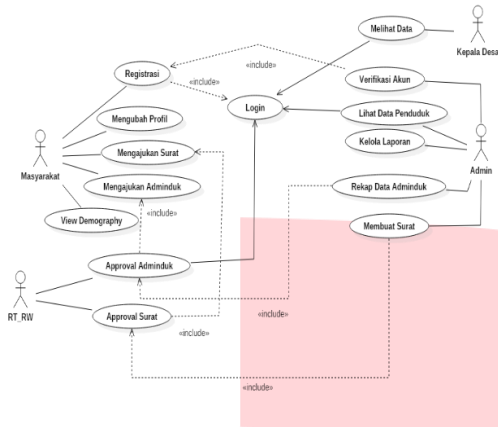 Melihat Data
Kepala Desa
Registrasi
«include»
«include»
Verifikasi Akun
Login
Mengubah Profil
Lihat Data Penduduk
Masyarakat
Mengajukan Surat
Kelola Laporan
Admin
Mengajukan Adminduk
Rekap Data Adminduk
«include»
View Demography
Membuat Surat
Approval Adminduk
RT_RW
Approval Surat
«include»
«include»
«include»